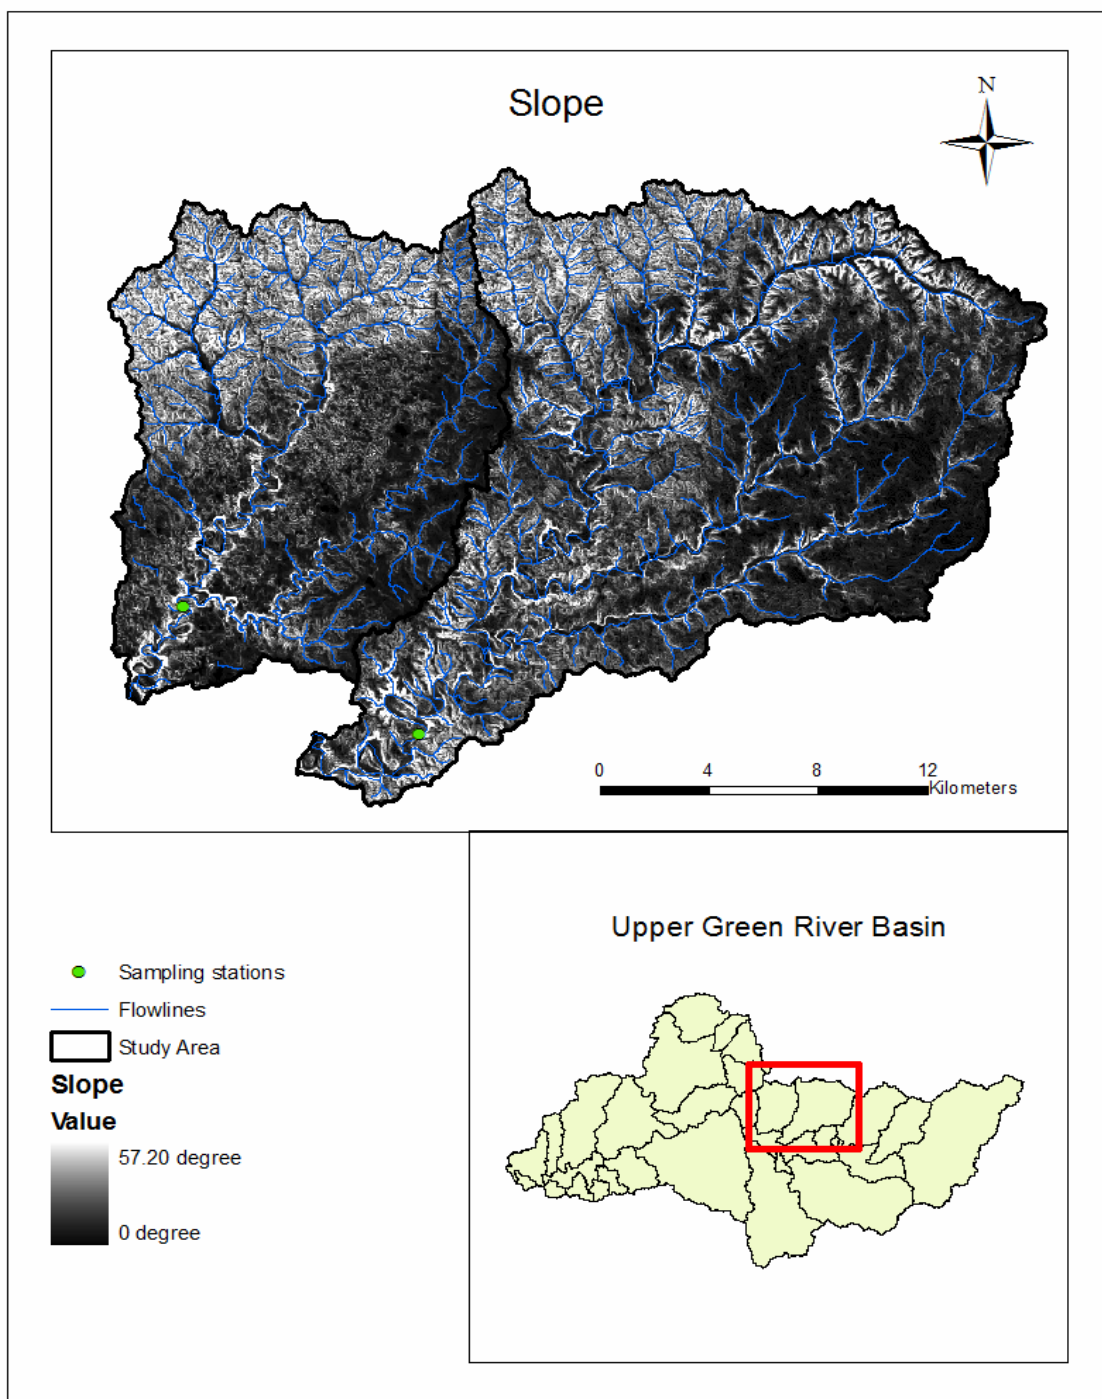 Slope
N
0 4 8 12
Kilometers
Upper Green River Basin
Sampling stations
Flowlines
Study Area
Slope
Value
57.20 degree
0 degree